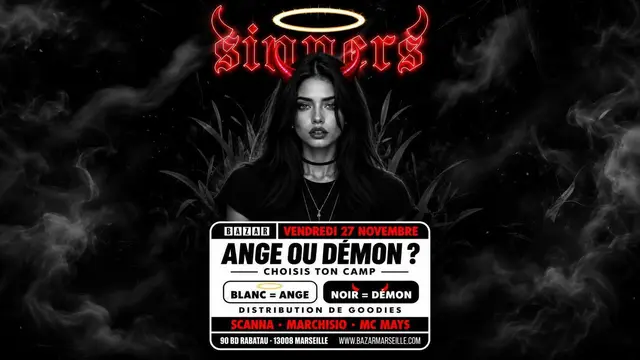 sinners
BAZAR VENDREDI 27 NOVEMBRE
ANGE OU DÉMON ?
CHOISIS TON CAMP
BLANC = ANGE NOIR = DÉMON
DISTRIBUTION DE GOODIES
SCANNA • MARCHISIO • MC MAYS
90 BD RABATAU - 13008 MARSEILLE WWW.BAZARMARSEILLE.COM